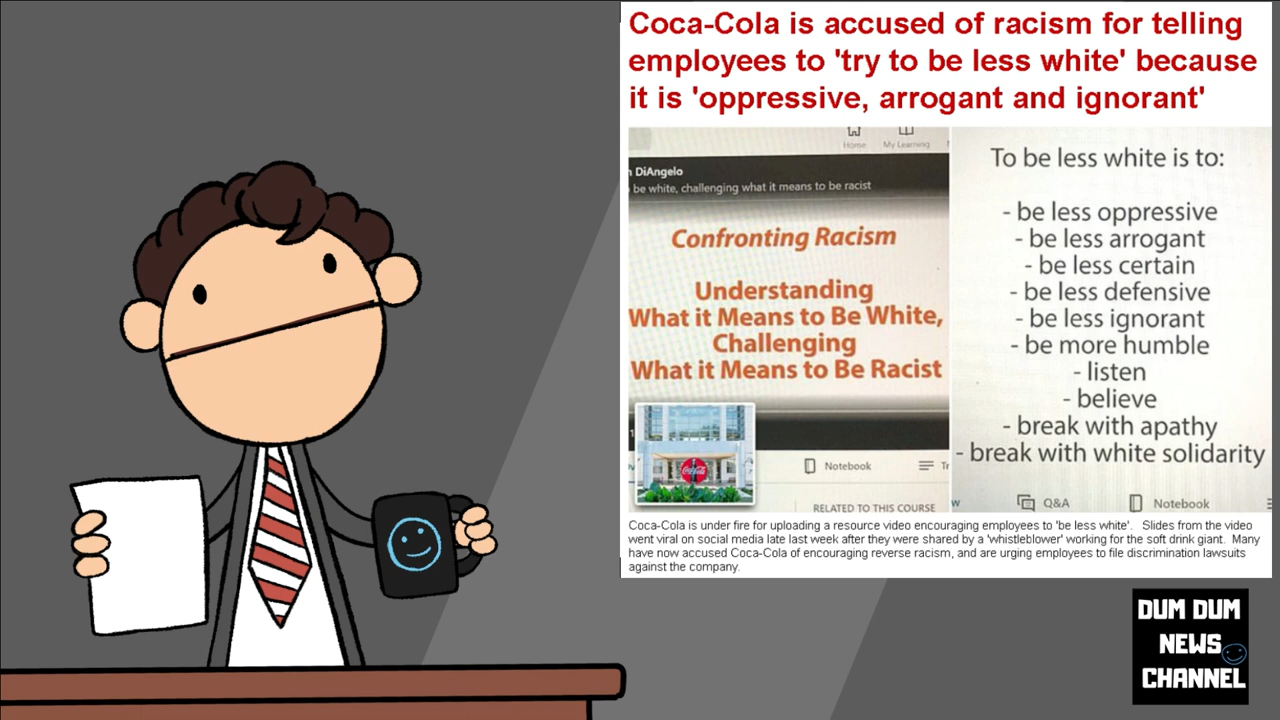 Coca-Cola is accused of racism for telling
employees to 'try to be less white' because
it is 'oppressive, arrogant and ignorant'
Home
My Learning
DiAngelo
be white, challenging what it means to be racist
Confronting Racism
Understanding
What it Means to Be White,
Challenging
What it Means to Be Racist
Coca-Cola
Notebook
RELATED TO THIS COURSE
To be less white is to:
- be less oppressive
- be less arrogant
- be less certain
- be less defensive
- be less ignorant
- be more humble
- listen
- believe
- break with apathy
- break with white solidarity
Q&A
Notebook
Coca-Cola is under fire for uploading a resource video encouraging employees to 'be less white'. Slides from the video
went viral on social media late last week after they were shared by a 'whistleblower' working for the soft drink giant. Many
have now accused Coca-Cola of encouraging reverse racism, and are urging employees to file discrimination lawsuits
against the company.
DUM DUM
NEWS
CHANNEL